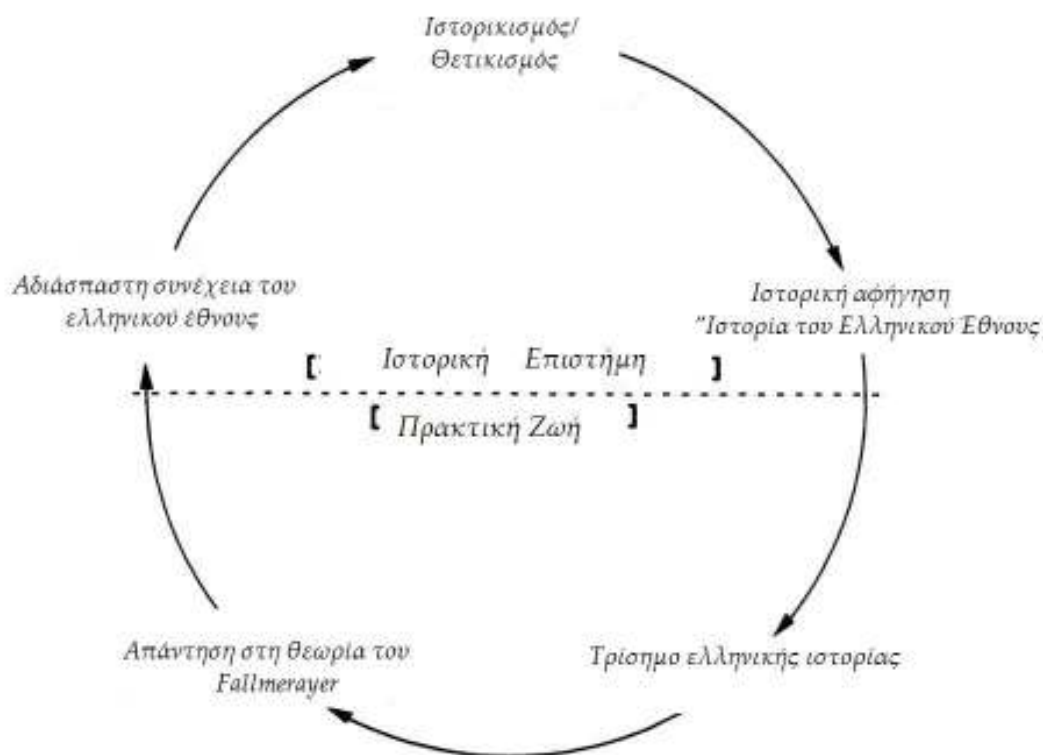 Ιστορικισμός/
Θετικισμός
Αδιάσπαστη συνέχεια του
ελληνικού έθνους
Ιστορική αφήγηση
"Ιστορία του Ελληνικού Έθνους
[ Ιστορική Επιστήμη ]
[ Πρακτική Ζωή ]
Απάντηση στη θεωρία του
Fallmerayer
Τρίσημο ελληνικής ιστορίας